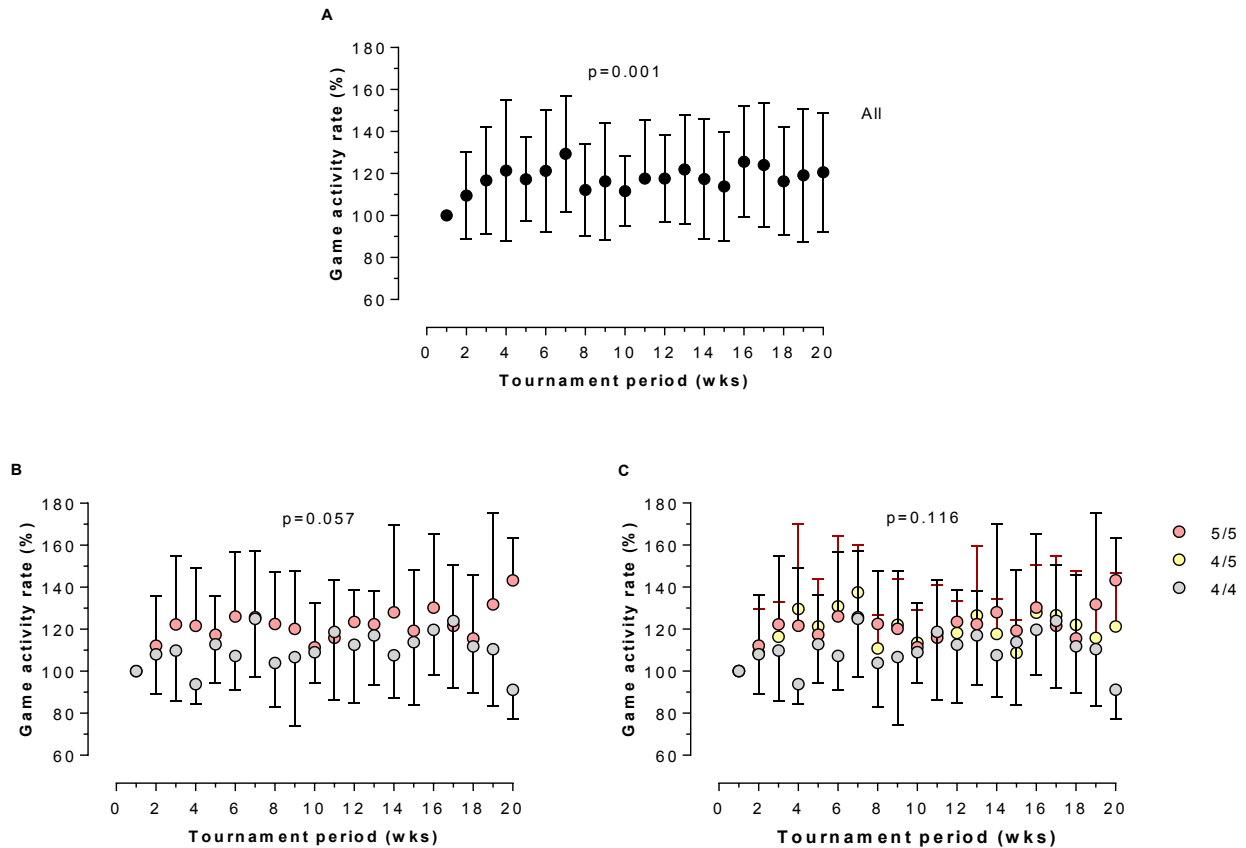 A
p=0.001
All
Game activity rate (%)
180
160
140
120
100
80
60
0 2 4 6 8 10 12 14 16 18 20
Tournament period (wks)
B
p=0.057
Game activity rate (%)
180
160
140
120
100
80
60
0 2 4 6 8 10 12 14 16 18 20
Tournament period (wks)
C
p=0.116
Game activity rate (%)
180
160
140
120
100
80
60
0 2 4 6 8 10 12 14 16 18 20
Tournament period (wks)
5/5
4/5
4/4